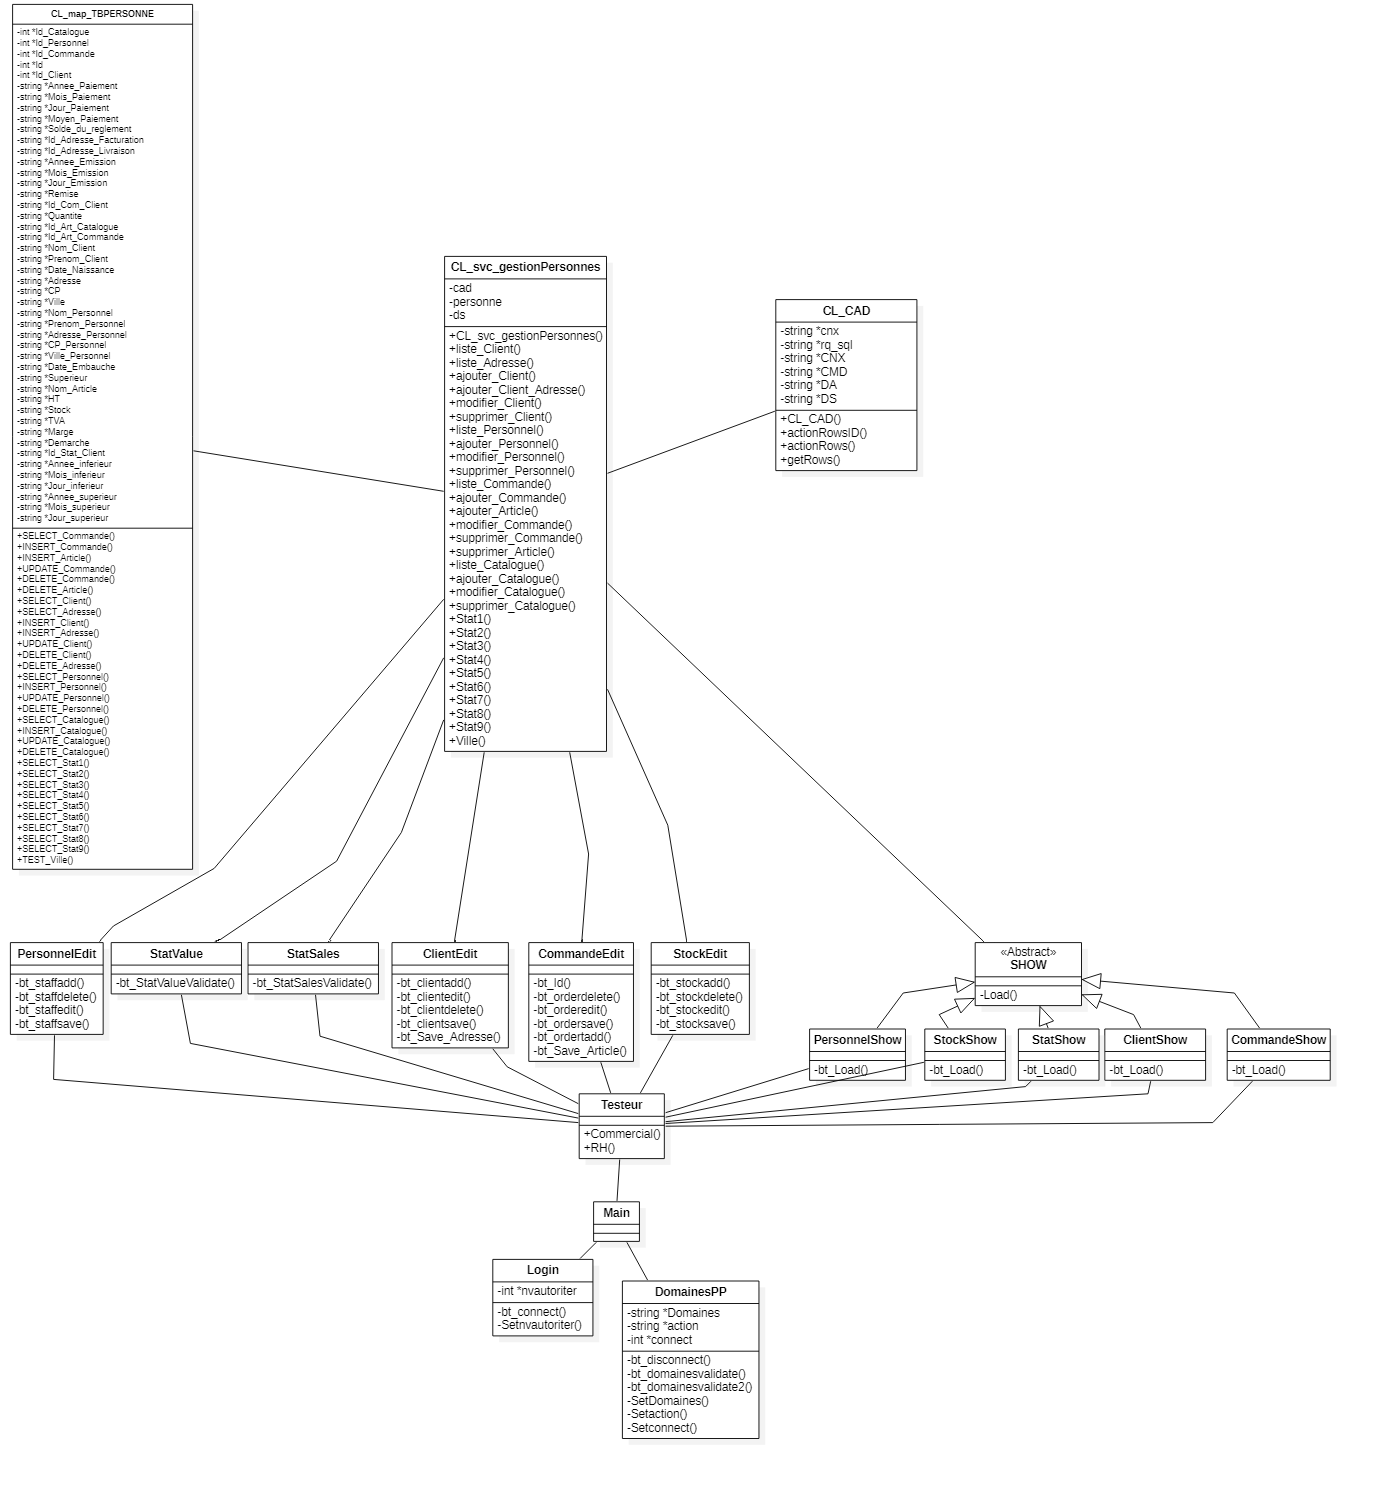 CL_map_TBPERSONNE
-int *Id_Catalogue
-int *Id_Personnel
-int *Id_Commande
-int *Id
-int *Id_Client
-string *Annee_Paiement
-string *Mois_Paiement
-string *Jour_Paiement
-string *Moyen_Paiement
-string *Solde_du_reglement
-string *Id_Adresse_Facturation
-string *Id_Adresse_Livraison
-string *Annee_Emission
-string *Mois_Emission
-string *Jour_Emission
-string *Remise
-string *Id_Com_Client
-string *Quantite
-string *Id_Art_Catalogue
-string *Id_Art_Commande
-string *Nom_Client
-string *Prenom_Client
-string *Date_Naissance
-string *Adresse
-string *CP
-string *Ville
-string *Nom_Personnel
-string *Prenom_Personnel
-string *Adresse_Personnel
-string *CP_Personnel
-string *Ville_Personnel
-string *Date_Embauche
-string *Superieur
-string *Nom_Article
-string *HT
-string *Stock
-string *TVA
-string *Marge
-string *Demarche
-string *Id_Stat_Client
-string *Annee_inferieur
-string *Mois_inferieur
-string *Jour_inferieur
-string *Annee_superieur
-string *Mois_superieur
-string *Jour_superieur
+SELECT_Commande()
+INSERT_Commande()
+INSERT_Article()
+UPDATE_Commande()
+DELETE_Commande()
+DELETE_Article()
+SELECT_Client()
+SELECT_Adresse()
+INSERT_Client()
+INSERT_Adresse()
+UPDATE_Client()
+DELETE_Client()
+DELETE_Adresse()
+SELECT_Personnel()
+INSERT_Personnel()
+UPDATE_Personnel()
+DELETE_Personnel()
+SELECT_Catalogue()
+INSERT_Catalogue()
+UPDATE_Catalogue()
+DELETE_Catalogue()
+SELECT_Stat1()
+SELECT_Stat2()
+SELECT_Stat3()
+SELECT_Stat4()
+SELECT_Stat5()
+SELECT_Stat6()
+SELECT_Stat7()
+SELECT_Stat8()
+SELECT_Stat9()
+TEST_Ville()
CL_svc_gestionPersonnes
-cad
-personne
-ds
+CL_svc_gestionPersonnes()
+liste_Client()
+liste_Adresse()
+ajouter_Client()
+ajouter_Client_Adresse()
+modifier_Client()
+supprimer_Client()
+liste_Personnel()
+ajouter_Personnel()
+modifier_Personnel()
+supprimer_Personnel()
+liste_Commande()
+ajouter_Commande()
+ajouter_Article()
+modifier_Commande()
+supprimer_Commande()
+supprimer_Article()
+liste_Catalogue()
+ajouter_Catalogue()
+modifier_Catalogue()
+supprimer_Catalogue()
+Stat1()
+Stat2()
+Stat3()
+Stat4()
+Stat5()
+Stat6()
+Stat7()
+Stat8()
+Stat9()
+Ville()
CL_CAD
-string *cnx
-string *rq_sql
-string *CNX
-string *CMD
-string *DA
-string *DS
+CL_CAD()
+actionRowsID()
+actionRows()
+getRows()
PersonnelEdit
-bt_staffadd()
-bt_staffdelete()
-bt_staffedit()
-bt_staffsave()
StatValue
-bt_StatValueValidate()
StatSales
-bt_StatSalesValidate()
ClientEdit
-bt_clientadd()
-bt_clientedit()
-bt_clientdelete()
-bt_clientsave()
-bt_Save_Adresse()
CommandeEdit
-bt_Id()
-bt_orderdelete()
-bt_orderedit()
-bt_ordersave()
-bt_ordertadd()
-bt_Save_Article()
StockEdit
-bt_stockadd()
-bt_stockdelete()
-bt_stockedit()
-bt_stocksave()
«Abstract»
SHOW
-Load()
PersonnelShow
-bt_Load()
StockShow
-bt_Load()
StatShow
-bt_Load()
ClientShow
-bt_Load()
CommandeShow
-bt_Load()
Testeur
+Commercial()
+RH()
Main
Login
-int *nvautoriter
-bt_connect()
-Setnvautoriter()
DomainesPP
-string *Domaines
-string *action
-int *connect
-bt_disconnect()
-bt_domainesvalidate()
-bt_domainesvalidate2()
-SetDomaines()
-Setaction()
-Setconnect()